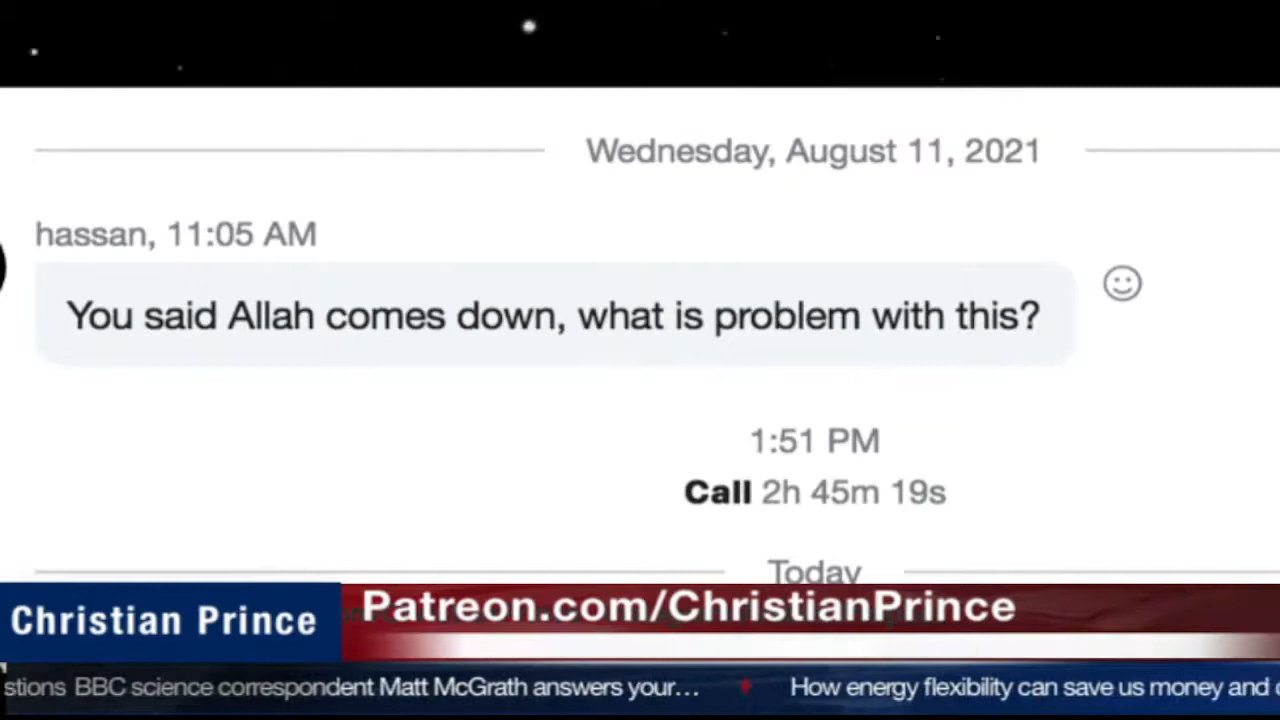 Wednesday, August 11, 2021
hassan, 11:05 AM
You said Allah comes down, what is problem with this?
1:51 PM
Call 2h 45m 19s
Today
Christian Prince
Patreon.com/ChristianPrince
stions BBC science correspondent Matt McGrath answers your… How energy flexibility can save us money and